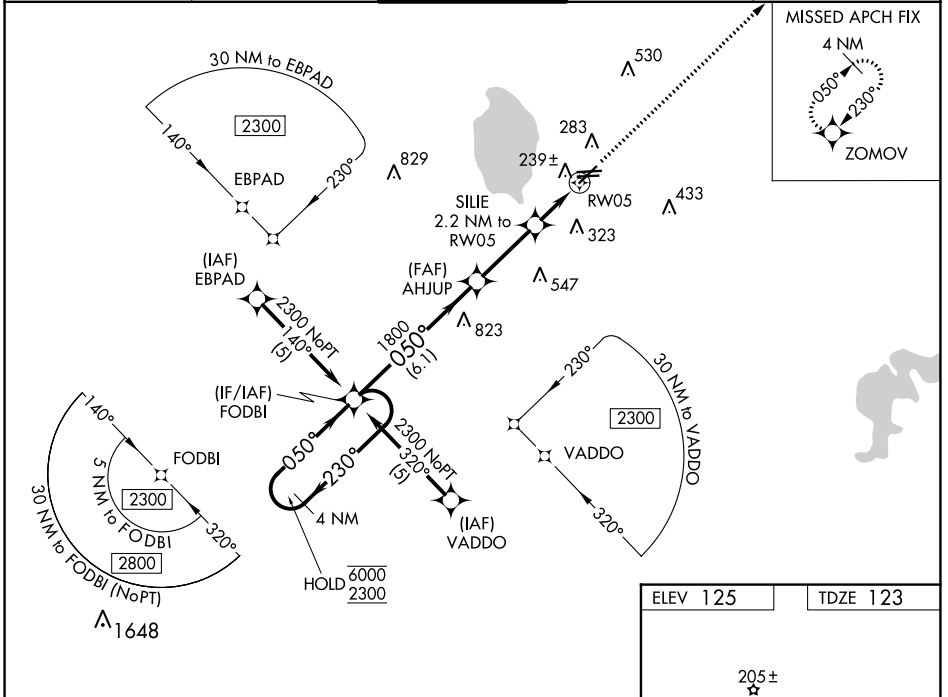 MISSED APCH FIX
4 NM
050°
230°
ZOMOV
30 NM to EBPAD
2300
140°
230°
EBPAD
530
283
829
239±
RW05
433
SILIE
2.2 NM to
RW05
323
(FAF)
AHJUP
547
(IAF)
EBPAD
2300 NoPT
140°
(5)
1800
050°
(6.1)
823
(IF/IAF)
FODBI
230°
30 NM to VADDO
2300
VADDO
320°
140°
FODBI
5 NM to FODBI
2300
320°
2800
30 NM to FODBI (NoPT)
1648
050°
230°
4 NM
2300 NoPT
320°
(5)
(IAF)
VADDO
HOLD 6000
2300
ELEV 125
TDZE 123
205±